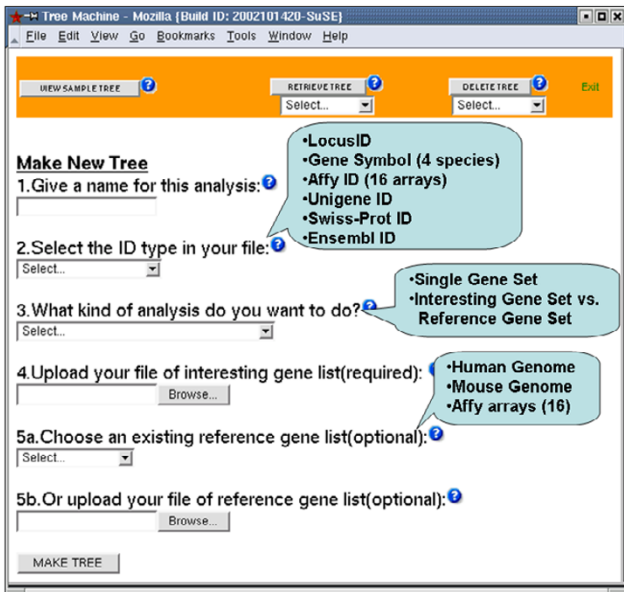 Tree Machine - Mozilla {Build ID: 2002101420-SuSE}
File Edit View Go Bookmarks Tools Window Help
VIEW SAMPLE TREE ? RETRIEVE TREE ? DELETE TREE ? Exit
Select... Select...
•LocusID
•Gene Symbol (4 species)
•Affy ID (16 arrays)
•Unigene ID
•Swiss-Prot ID
•Ensembl ID
Make New Tree
1.Give a name for this analysis: ?
2.Select the ID type in your file: ?
Select...
•Single Gene Set
•Interesting Gene Set vs.
Reference Gene Set
3.What kind of analysis do you want to do? ?
Select...
•Human Genome
•Mouse Genome
•Affy arrays (16)
4.Upload your file of interesting gene list(required):
Browse...
5a.Choose an existing reference gene list(optional): ?
Select...
5b.Or upload your file of reference gene list(optional): ?
Browse...
MAKE TREE